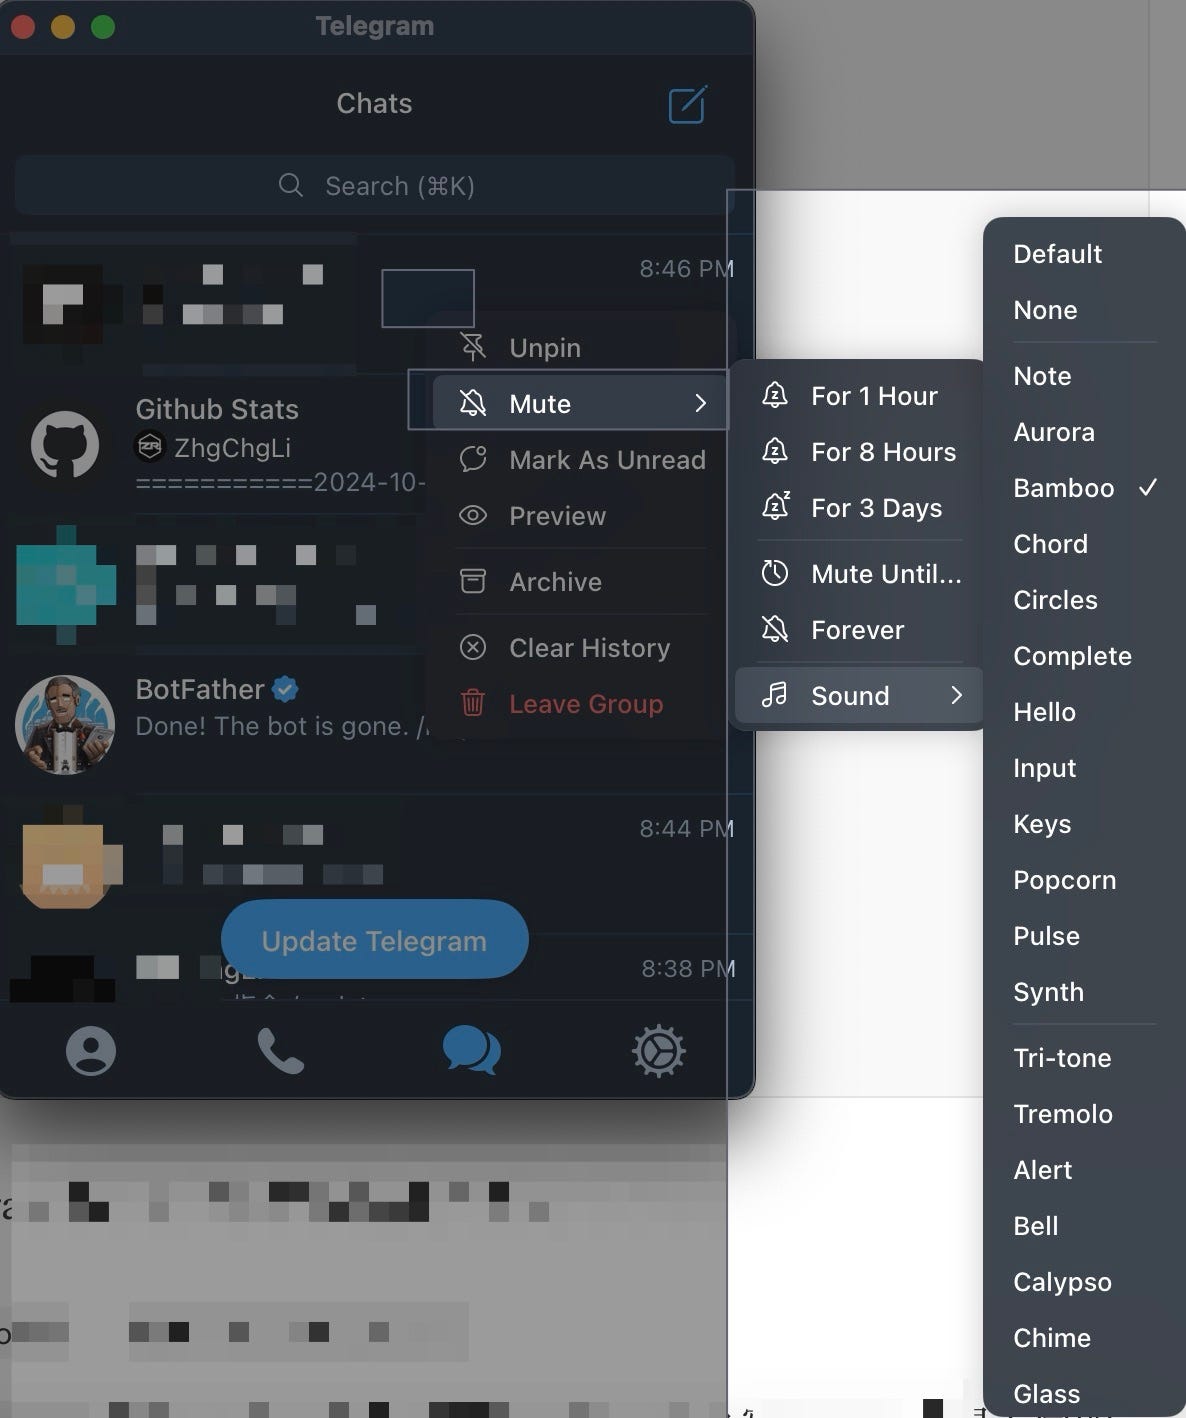 Telegram
Chats
Search (⌘K)
8:46 PM
Github Stats
ZhgChgLi
===========2024-10-
BotFather
Done! The bot is gone.
8:44 PM
Update Telegram
8:38 PM
Unpin
Mute
Mark As Unread
Preview
Archive
Clear History
Leave Group
For 1 Hour
For 8 Hours
For 3 Days
Mute Until...
Forever
Sound
Default
None
Note
Aurora
Bamboo ✓
Chord
Circles
Complete
Hello
Input
Keys
Popcorn
Pulse
Synth
Tri-tone
Tremolo
Alert
Bell
Calypso
Chime
Glass